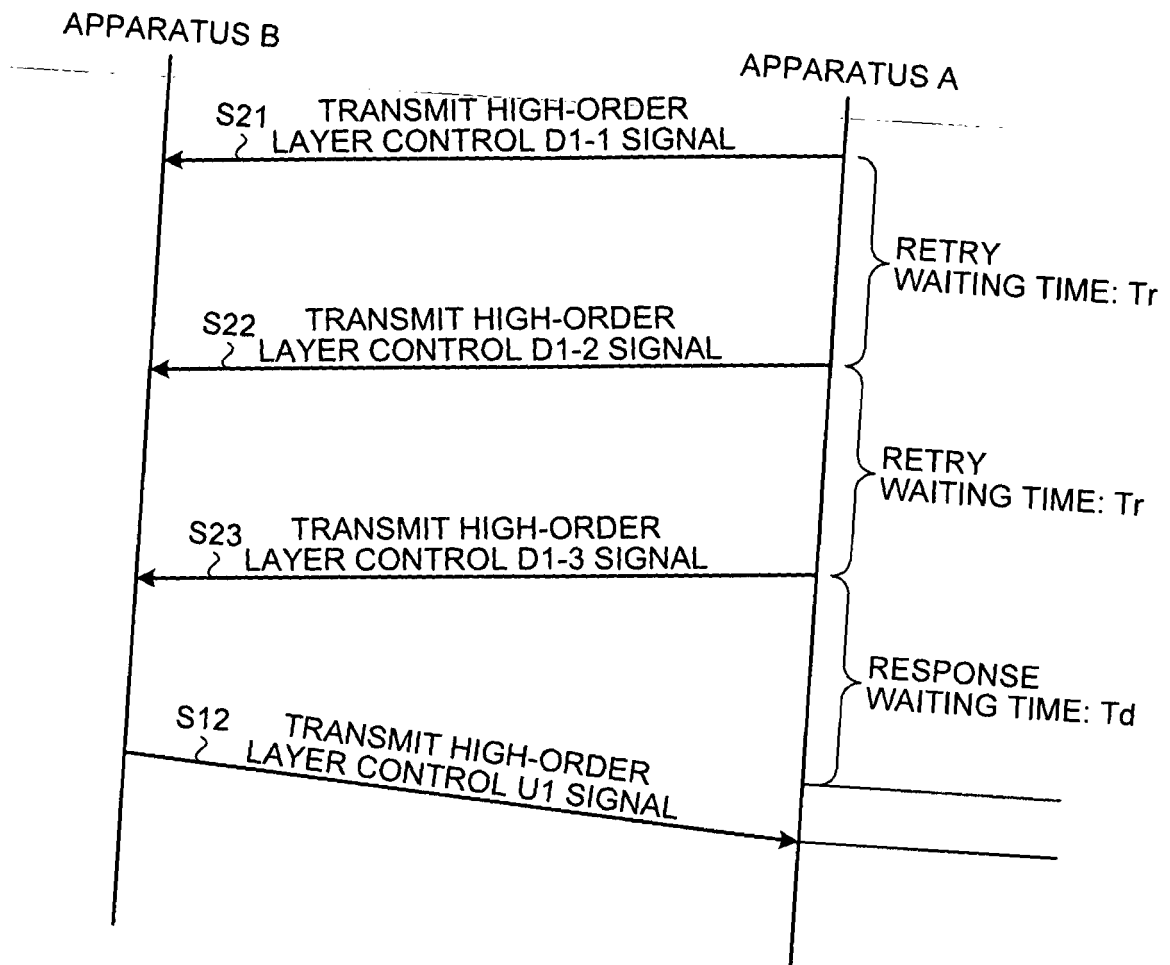 APPARATUS B
APPARATUS A
S21
TRANSMIT HIGH-ORDER
LAYER CONTROL D1-1 SIGNAL
RETRY
WAITING TIME: Tr
S22
TRANSMIT HIGH-ORDER
LAYER CONTROL D1-2 SIGNAL
RETRY
WAITING TIME: Tr
S23
TRANSMIT HIGH-ORDER
LAYER CONTROL D1-3 SIGNAL
RESPONSE
WAITING TIME: Td
S12
TRANSMIT HIGH-ORDER
LAYER CONTROL U1 SIGNAL